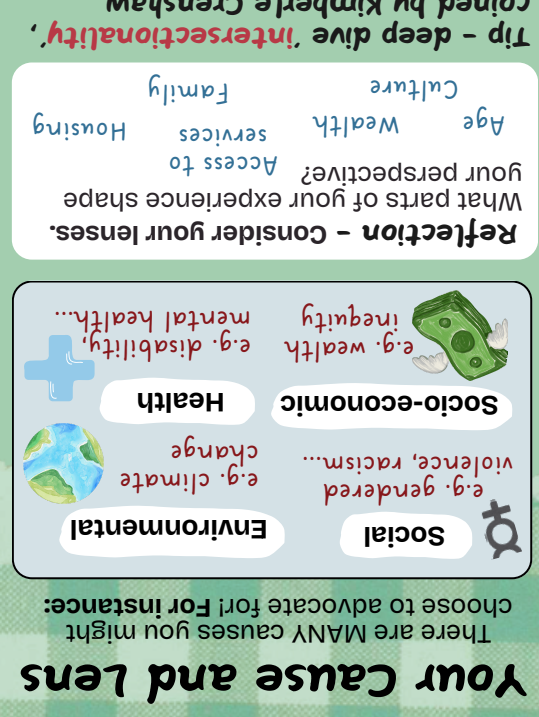 Your Cause and Lens
There are MANY causes you might
choose to advocate for! For instance:
Social
e.g. gendered
violence, racism...
Environmental
e.g. climate
change
Socio-economic
e.g. wealth
inequity
Health
e.g. disability,
mental health...
Reflection - Consider your lenses.
What parts of your experience shape
your perspective?
Access to
services
Age
Wealth
Housing
Culture
Family
Tip - deep dive 'intersectionality',
coined by Kimberle Crenshaw